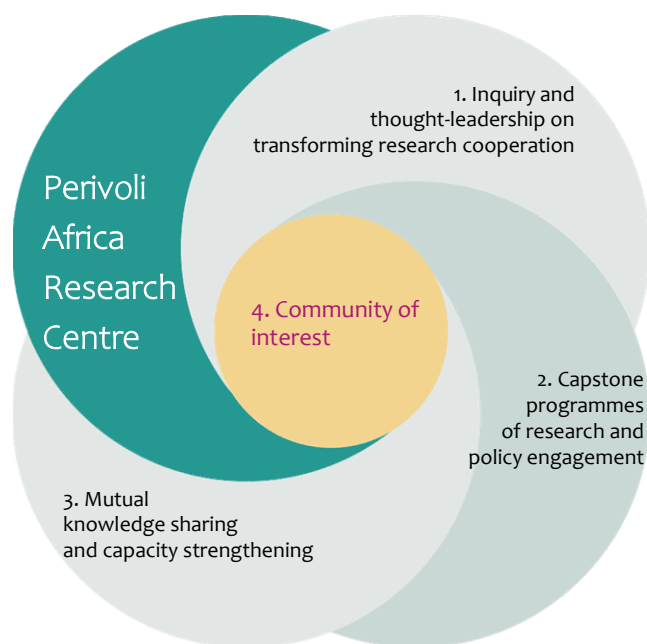 Perivoli
Africa
Research
Centre
1. Inquiry and
thought-leadership on
transforming research cooperation
2. Capstone
programmes
of research and
policy engagement
3. Mutual
knowledge sharing
and capacity strengthening
4. Community of
interest